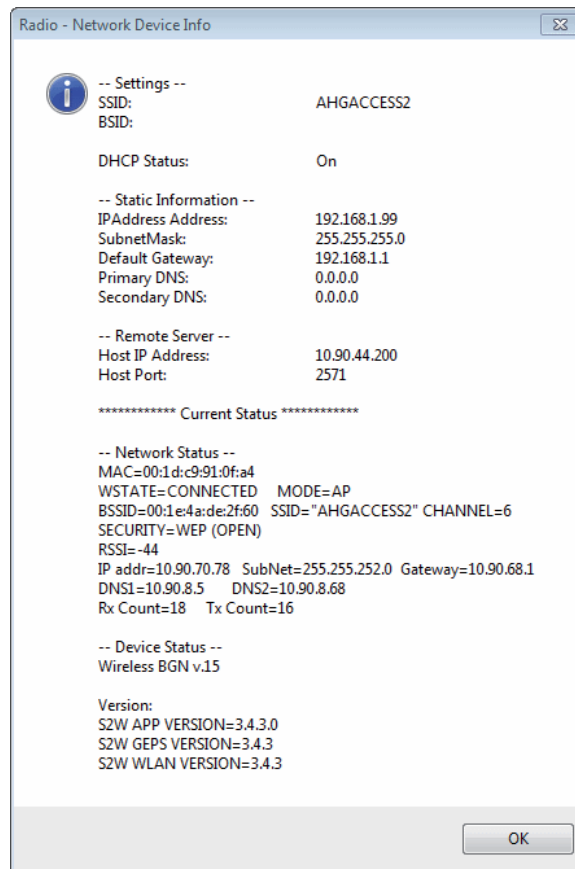 Radio - Network Device Info
-- Settings --
SSID: AHGACCESS2
BSID:
DHCP Status: On
-- Static Information --
IPAddress Address: 192.168.1.99
SubnetMask: 255.255.255.0
Default Gateway: 192.168.1.1
Primary DNS: 0.0.0.0
Secondary DNS: 0.0.0.0
-- Remote Server --
Host IP Address: 10.90.44.200
Host Port: 2571
************ Current Status ************
-- Network Status --
MAC=00:1d:c9:91:0f:a4
WSTATE=CONNECTED MODE=AP
BSSID=00:1e:4a:de:2f:60 SSID="AHGACCESS2" CHANNEL=6
SECURITY=WEP (OPEN)
RSSI=-44
IP addr=10.90.70.78 SubNet=255.255.252.0 Gateway=10.90.68.1
DNS1=10.90.8.5 DNS2=10.90.8.68
Rx Count=18 Tx Count=16
-- Device Status --
Wireless BGN v.15
Version:
S2W APP VERSION=3.4.3.0
S2W GEPS VERSION=3.4.3
S2W WLAN VERSION=3.4.3
OK